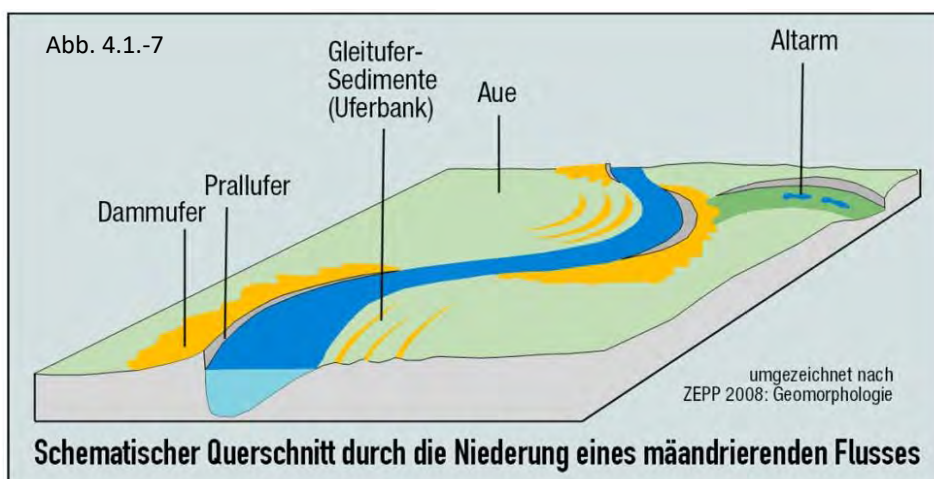 Abb. 4.1.-7
Gleitufer-
Sedimente
(Uferbank)
Aue
Altarm
Prallufer
Dammufer
umgezeichnet nach
ZEPP 2008: Geomorphologie
Schematischer Querschnitt durch die Niederung eines mäandrierenden Flusses